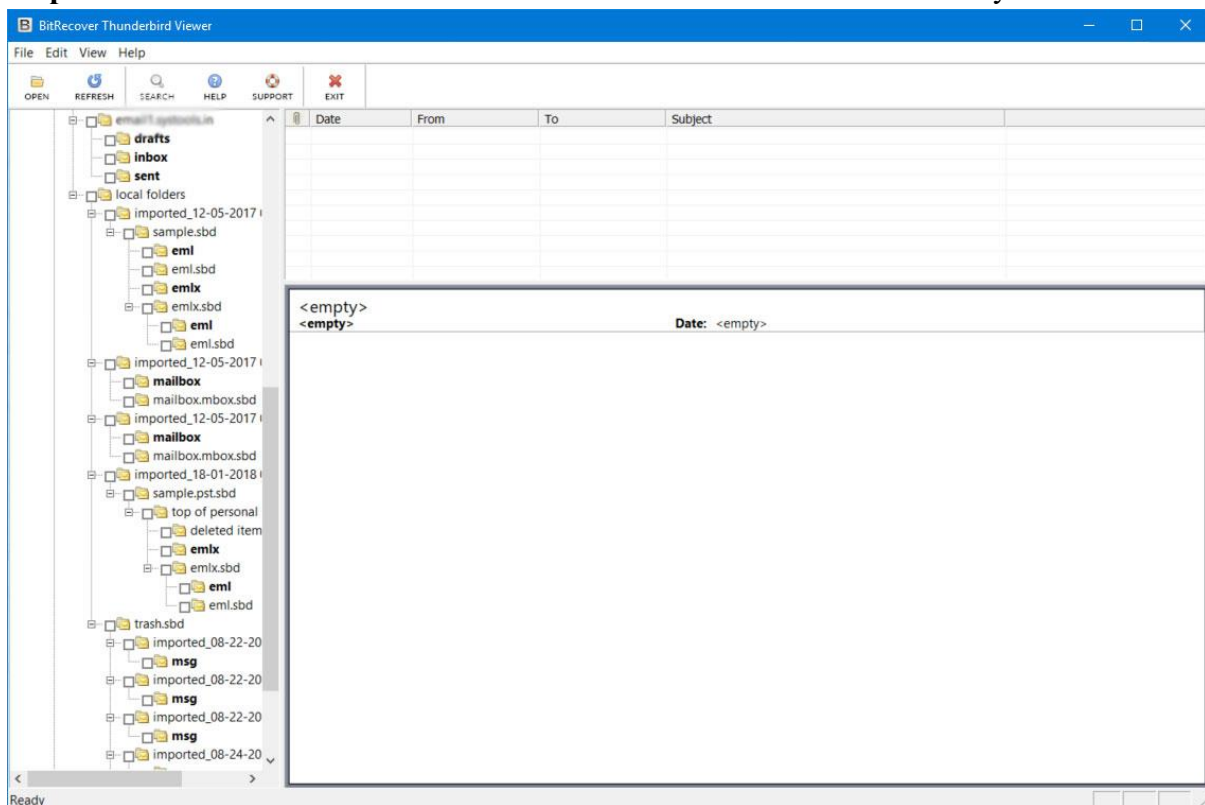 BitRecover Thunderbird Viewer
File Edit View Help
OPEN REFRESH SEARCH HELP SUPPORT EXIT
Date From To Subject
drafts
inbox
sent
local folders
imported_12-05-2017
sample.sbd
eml
eml.sbd
emlx
emlx.sbd
eml
eml.sbd
imported_12-05-2017
mailbox
mailbox.mbox.sbd
imported_12-05-2017
mailbox
mailbox.mbox.sbd
imported_18-01-2018
sample.pst.sbd
top of personal
deleted item
emlx
emlx.sbd
eml
eml.sbd
trash.sbd
imported_08-22-20
msg
imported_08-22-20
msg
imported_08-22-20
msg
imported_08-24-20
<empty>
<empty> Date: <empty>
Ready